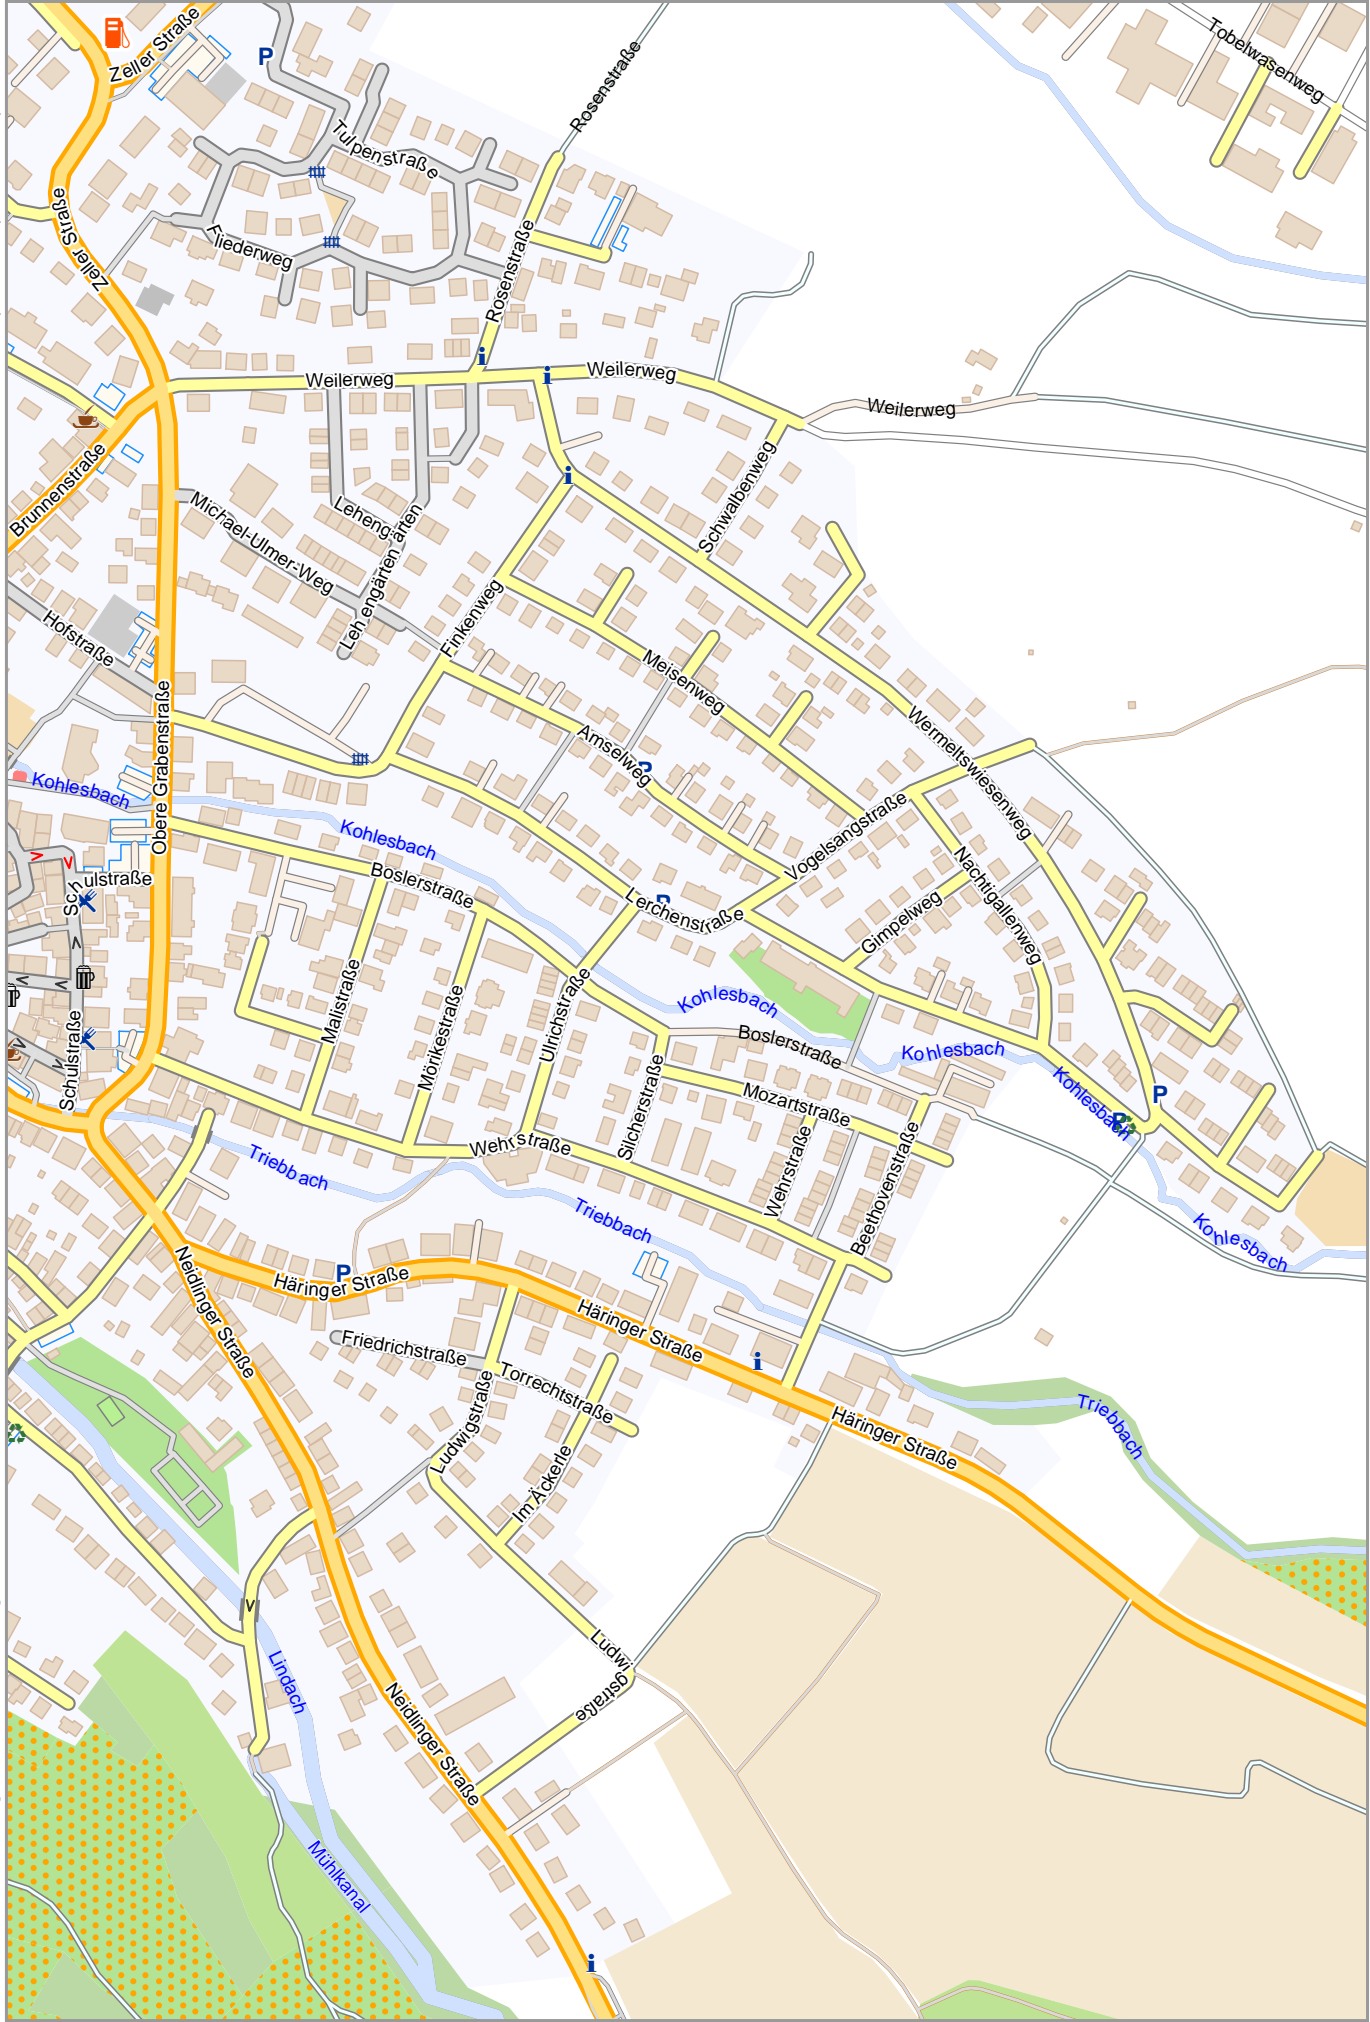 Zeller Straße
P
Rosenstraße
Tobelwasenweg
Tulpenstraße
Zeller Straße
Fliederweg
Rosenstraße
i
i
Weilerweg
Weilerweg
Weilerweg
Brunnenstraße
i
Schwalbenweg
Michael-Ulmer-Weg
Lehengärten
Lehengärten
Finkenweg
Hofstraße
Meisenweg
Obere Grabenstraße
Amselweg
P
Wermeltswiesenweg
Kohlesbach
Kohlesbach
Vogelsangstraße
Boslerstraße
Schulstraße
Nachtigallenweg
P
Lerchenstraße
Gimpelweg
Malistraße
Mörikestraße
Ulrichstraße
Kohlesbach
Boslerstraße
Kohlesbach
Schulstraße
Silcherstraße
Mozartstraße
Kohlesbach
P
P
Wehrstraße
Wehrstraße
Beethovenstraße
Triebbach
Triebbach
Kohlesbach
Neidlinger Straße
P
Häringer Straße
Häringer Straße
Friedrichstraße
i
Torrechtstraße
Ludwigstraße
Häringer Straße
Triebbach
Im Äckerle
Ludwigstraße
Lindach
Neidlinger Straße
Mühlkanal
i